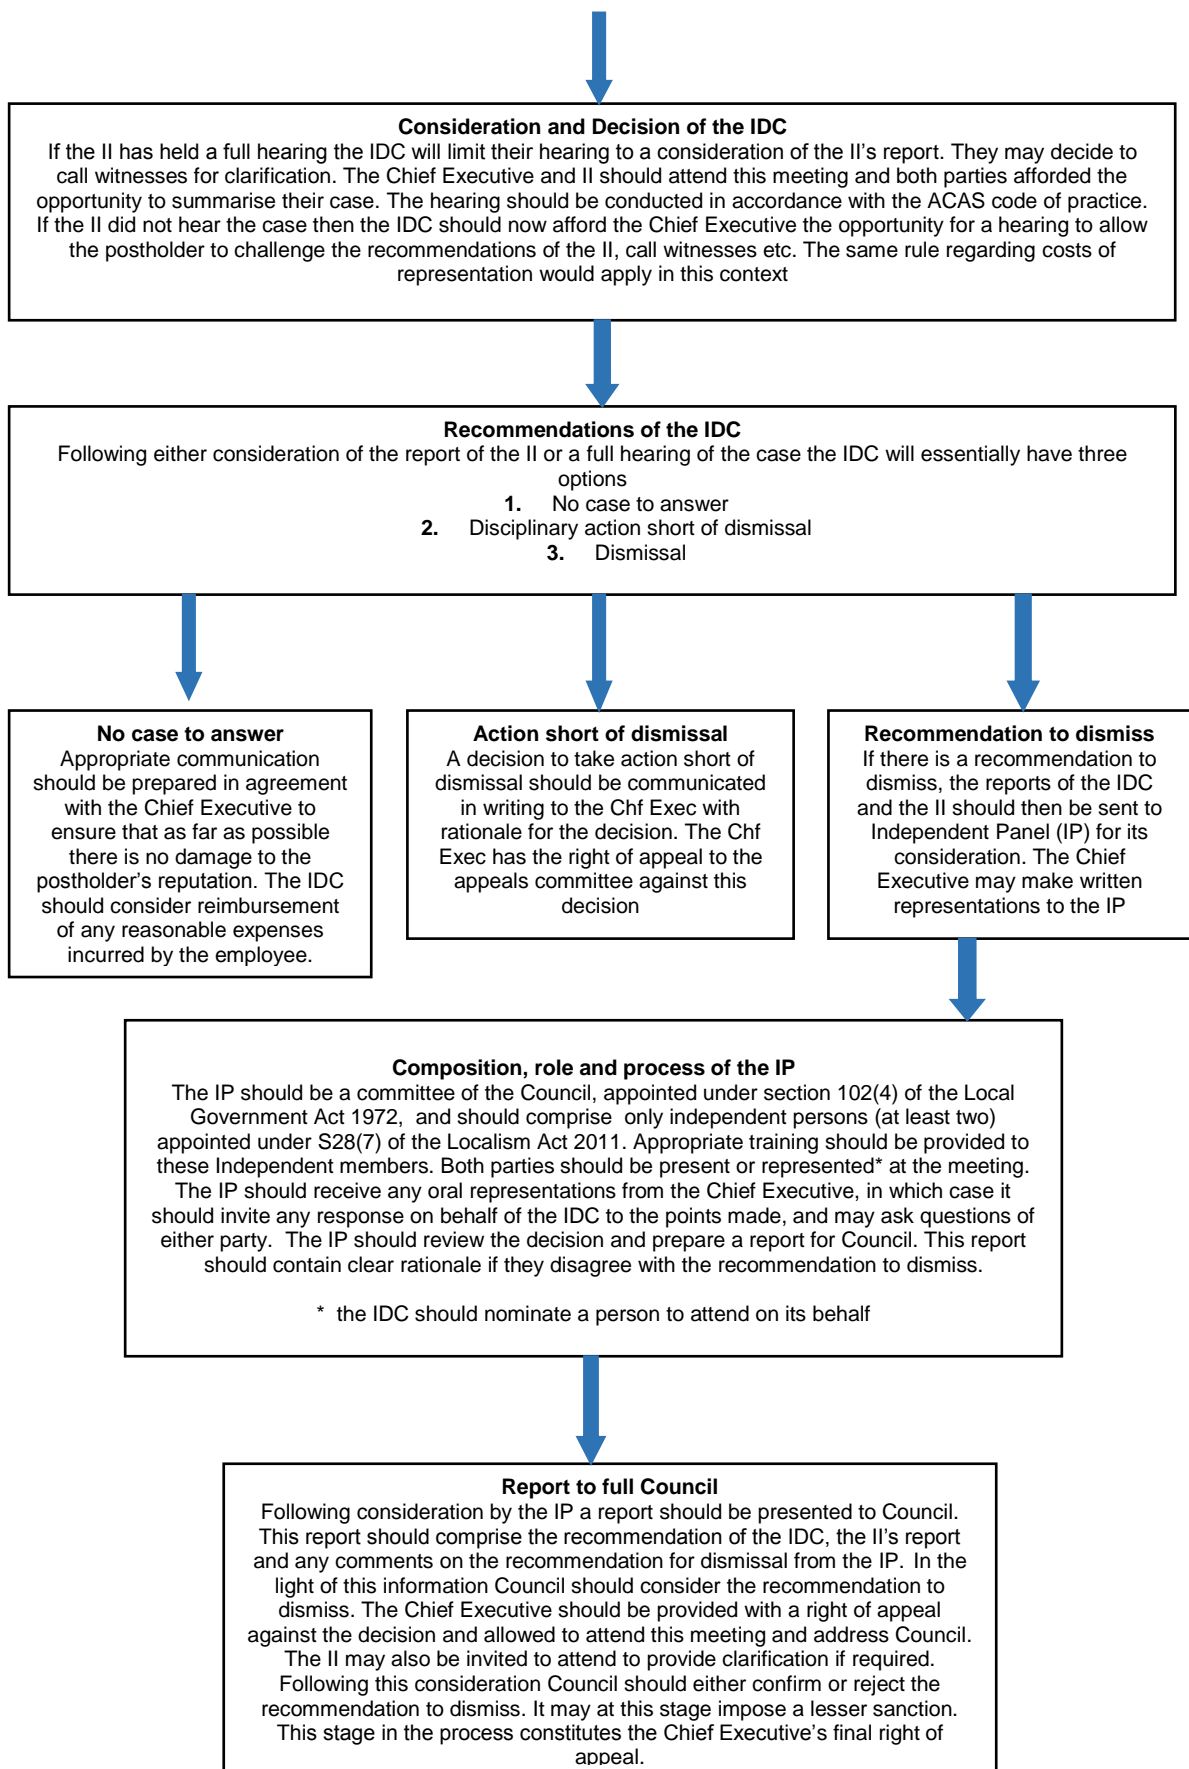 Consideration and Decision of the IDC
If the II has held a full hearing the IDC will limit their hearing to a consideration of the II's report. They may decide to
call witnesses for clarification. The Chief Executive and II should attend this meeting and both parties afforded the
opportunity to summarise their case. The hearing should be conducted in accordance with the ACAS code of practice.
If the II did not hear the case then the IDC should now afford the Chief Executive the opportunity for a hearing to allow
the postholder to challenge the recommendations of the II, call witnesses etc. The same rule regarding costs of
representation would apply in this context
Recommendations of the IDC
Following either consideration of the report of the II or a full hearing of the case the IDC will essentially have three
options
1. No case to answer
2. Disciplinary action short of dismissal
3. Dismissal
No case to answer
Appropriate communication
should be prepared in agreement
with the Chief Executive to
ensure that as far as possible
there is no damage to the
postholder's reputation. The IDC
should consider reimbursement
of any reasonable expenses
incurred by the employee.
Action short of dismissal
A decision to take action short of
dismissal should be communicated
in writing to the Chf Exec with
rationale for the decision. The Chf
Exec has the right of appeal to the
appeals committee against this
decision
Recommendation to dismiss
If there is a recommendation to
dismiss, the reports of the IDC
and the II should then be sent to
Independent Panel (IP) for its
consideration. The Chief
Executive may make written
representations to the IP
Composition, role and process of the IP
The IP should be a committee of the Council, appointed under section 102(4) of the Local
Government Act 1972, and should comprise only independent persons (at least two)
appointed under S28(7) of the Localism Act 2011. Appropriate training should be provided to
these Independent members. Both parties should be present or represented* at the meeting.
The IP should receive any oral representations from the Chief Executive, in which case it
should invite any response on behalf of the IDC to the points made, and may ask questions of
either party. The IP should review the decision and prepare a report for Council. This report
should contain clear rationale if they disagree with the recommendation to dismiss.
* the IDC should nominate a person to attend on its behalf
Report to full Council
Following consideration by the IP a report should be presented to Council.
This report should comprise the recommendation of the IDC, the II's report
and any comments on the recommendation for dismissal from the IP. In the
light of this information Council should consider the recommendation to
dismiss. The Chief Executive should be provided with a right of appeal
against the decision and allowed to attend this meeting and address Council.
The II may also be invited to attend to provide clarification if required.
Following this consideration Council should either confirm or reject the
recommendation to dismiss. It may at this stage impose a lesser sanction.
This stage in the process constitutes the Chief Executive's final right of
appeal.